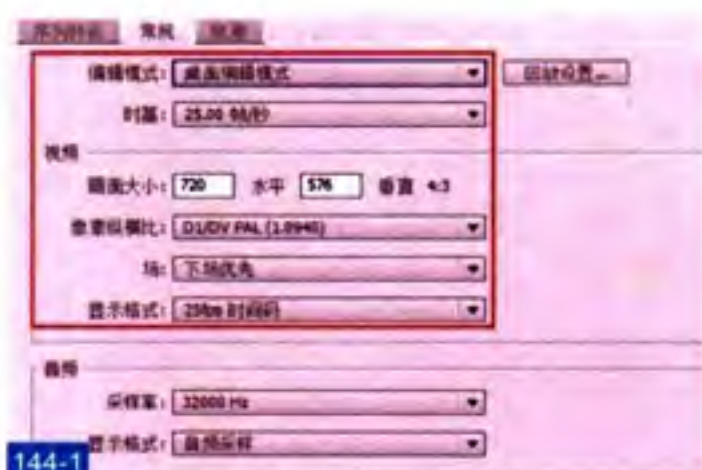 序列预设 常规 轨道
编辑模式： 桌面编辑模式 回放设置...
时基： 25.00 帧/秒
视频
画面大小： 720 水平 576 垂直 4:3
像素纵横比： D1/DV PAL (1.0940)
场： 下场优先
显示格式： 25fps 时间码
音频
采样率： 32000 Hz
显示格式： 音频采样
144-1